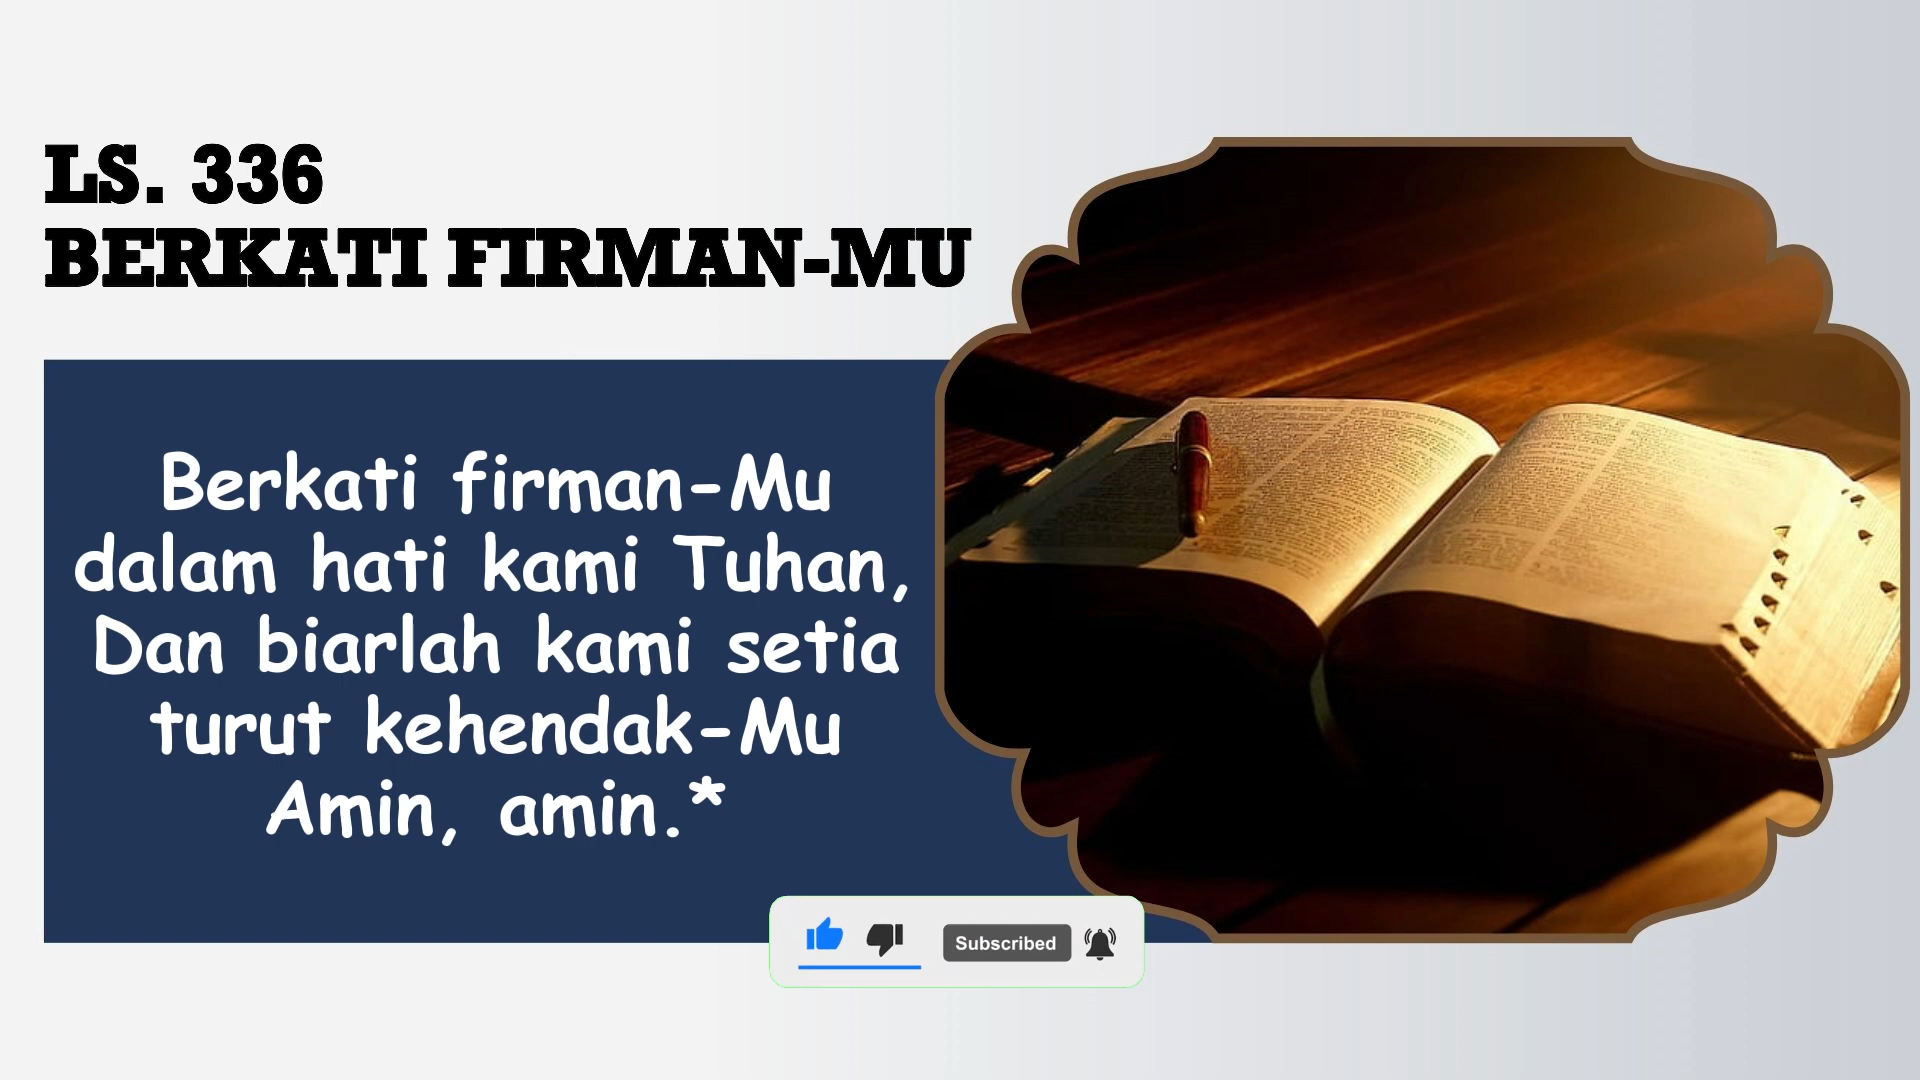 LS. 336
BERKATI FIRMAN-MU
Berkati firman-Mu
dalam hati kami Tuhan,
Dan biarlah kami setia
turut kehendak-Mu
Amin, amin.*
Subscribed